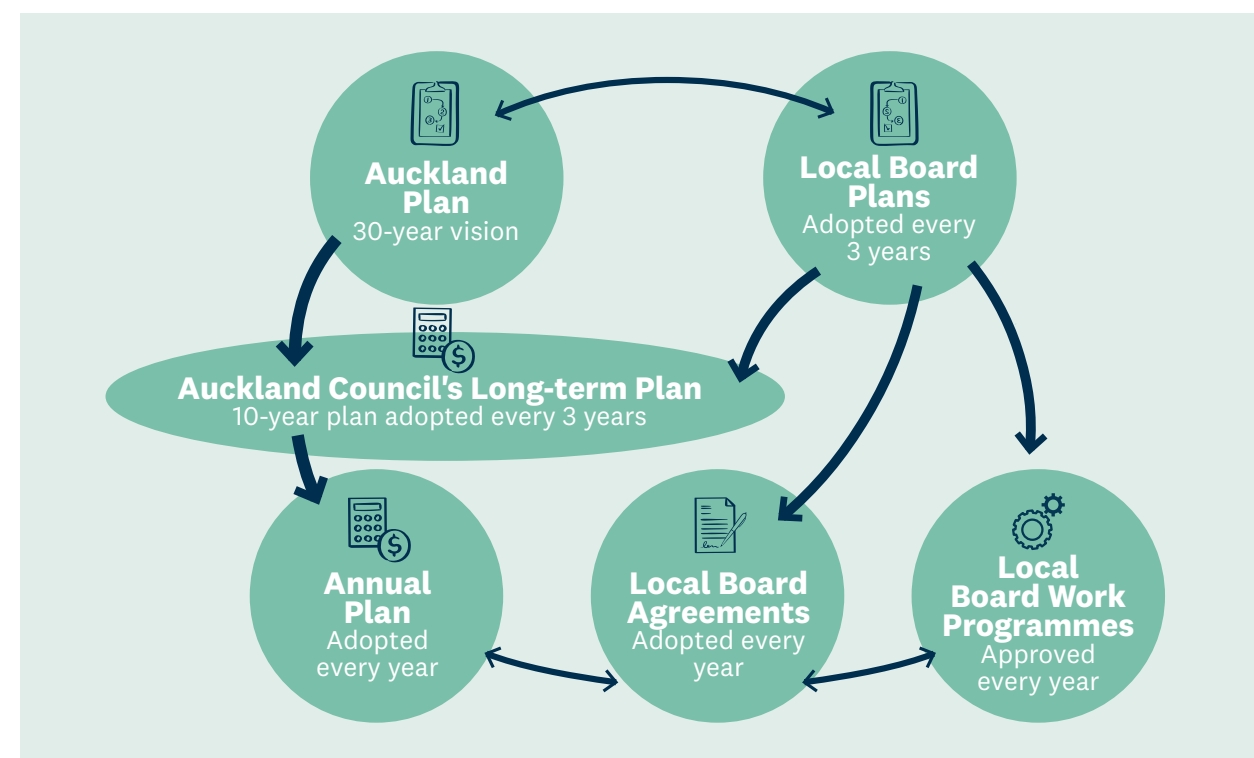 Auckland
Plan
30-year vision
Local Board
Plans
Adopted every
3 years
Auckland Council's Long-term Plan
10-year plan adopted every 3 years
Annual
Plan
Adopted
every year
Local Board
Agreements
Adopted every
year
Local
Board Work
Programmes
Approved
every year